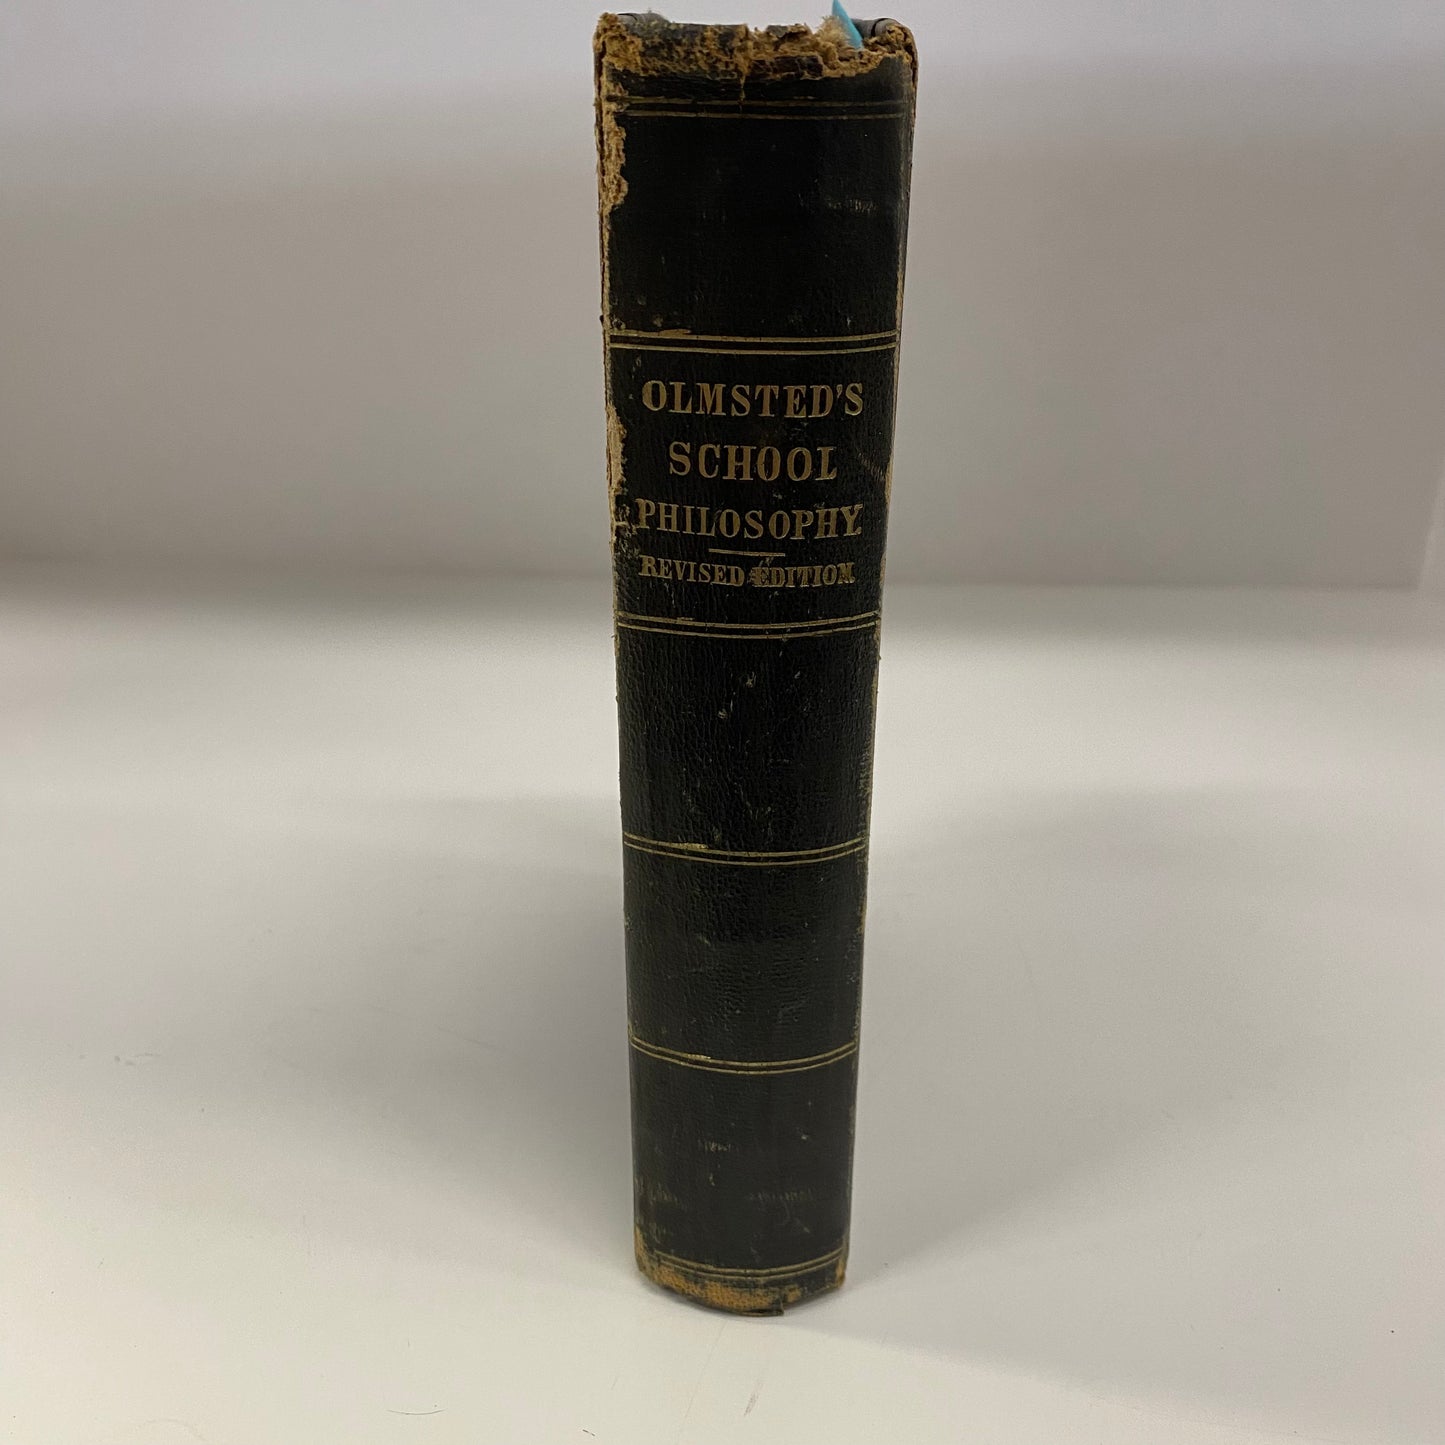 OLMSTED'S
SCHOOL
PHILOSOPHY.
REVISED EDITION.